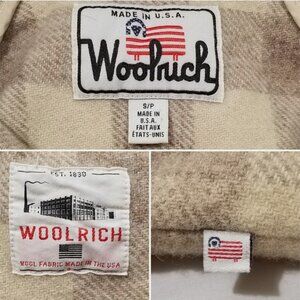 MADE IN U.S.A.
Woolrich
S/P
MADE IN
U.S.A.
FAIT AUX
ÉTATS-UNIS
EST. 1830
WOOLRICH
WOOL FABRIC MADE IN THE USA